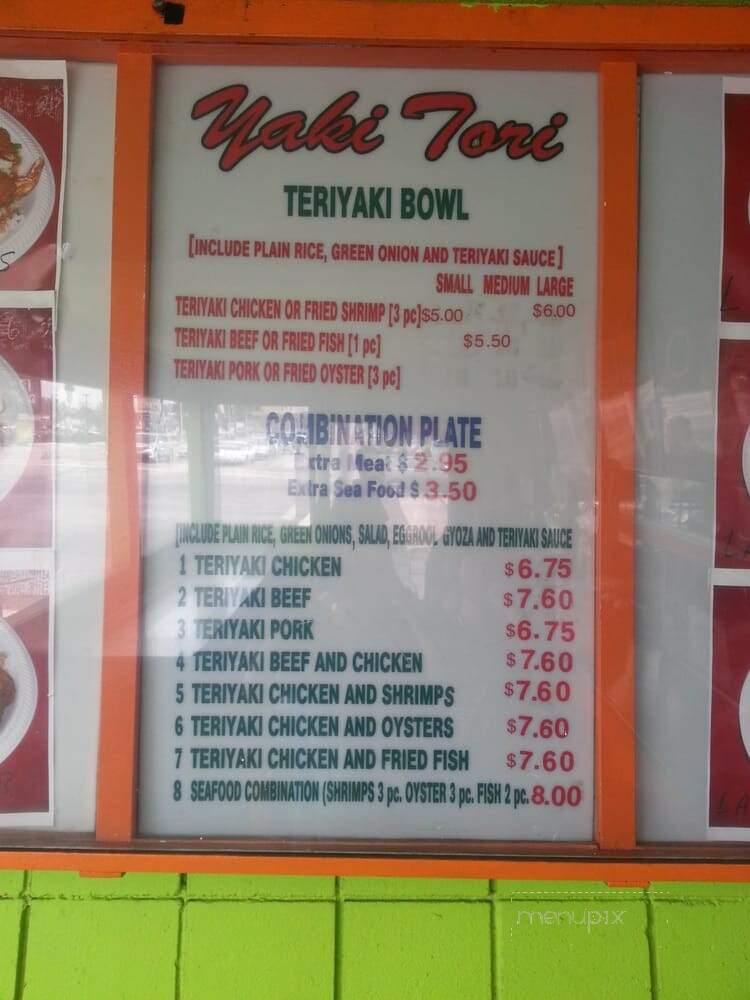 Yaki Tori
TERIYAKI BOWL
[INCLUDE PLAIN RICE, GREEN ONION AND TERIYAKI SAUCE]
SMALL MEDIUM LARGE
TERIYAKI CHICKEN OR FRIED SHRIMP [3 pc] $5.00 $6.00
TERIYAKI BEEF OR FRIED FISH [1 pc] $5.50
TERIYAKI PORK OR FRIED OYSTER [3 pc]
COMBINATION PLATE
Extra Meat $ 2.95
Extra Sea Food $ 3.50
[INCLUDE PLAIN RICE, GREEN ONIONS, SALAD, EGGROOL GYOZA AND TERIYAKI SAUCE
1 TERIYAKI CHICKEN $6.75
2 TERIYAKI BEEF $7.60
3 TERIYAKI PORK $6.75
4 TERIYAKI BEEF AND CHICKEN $7.60
5 TERIYAKI CHICKEN AND SHRIMPS $7.60
6 TERIYAKI CHICKEN AND OYSTERS $7.60
7 TERIYAKI CHICKEN AND FRIED FISH $7.60
8 SEAFOOD COMBINATION (SHRIMPS 3 pc. OYSTER 3 pc. FISH 2 pc. 8.00
menupix